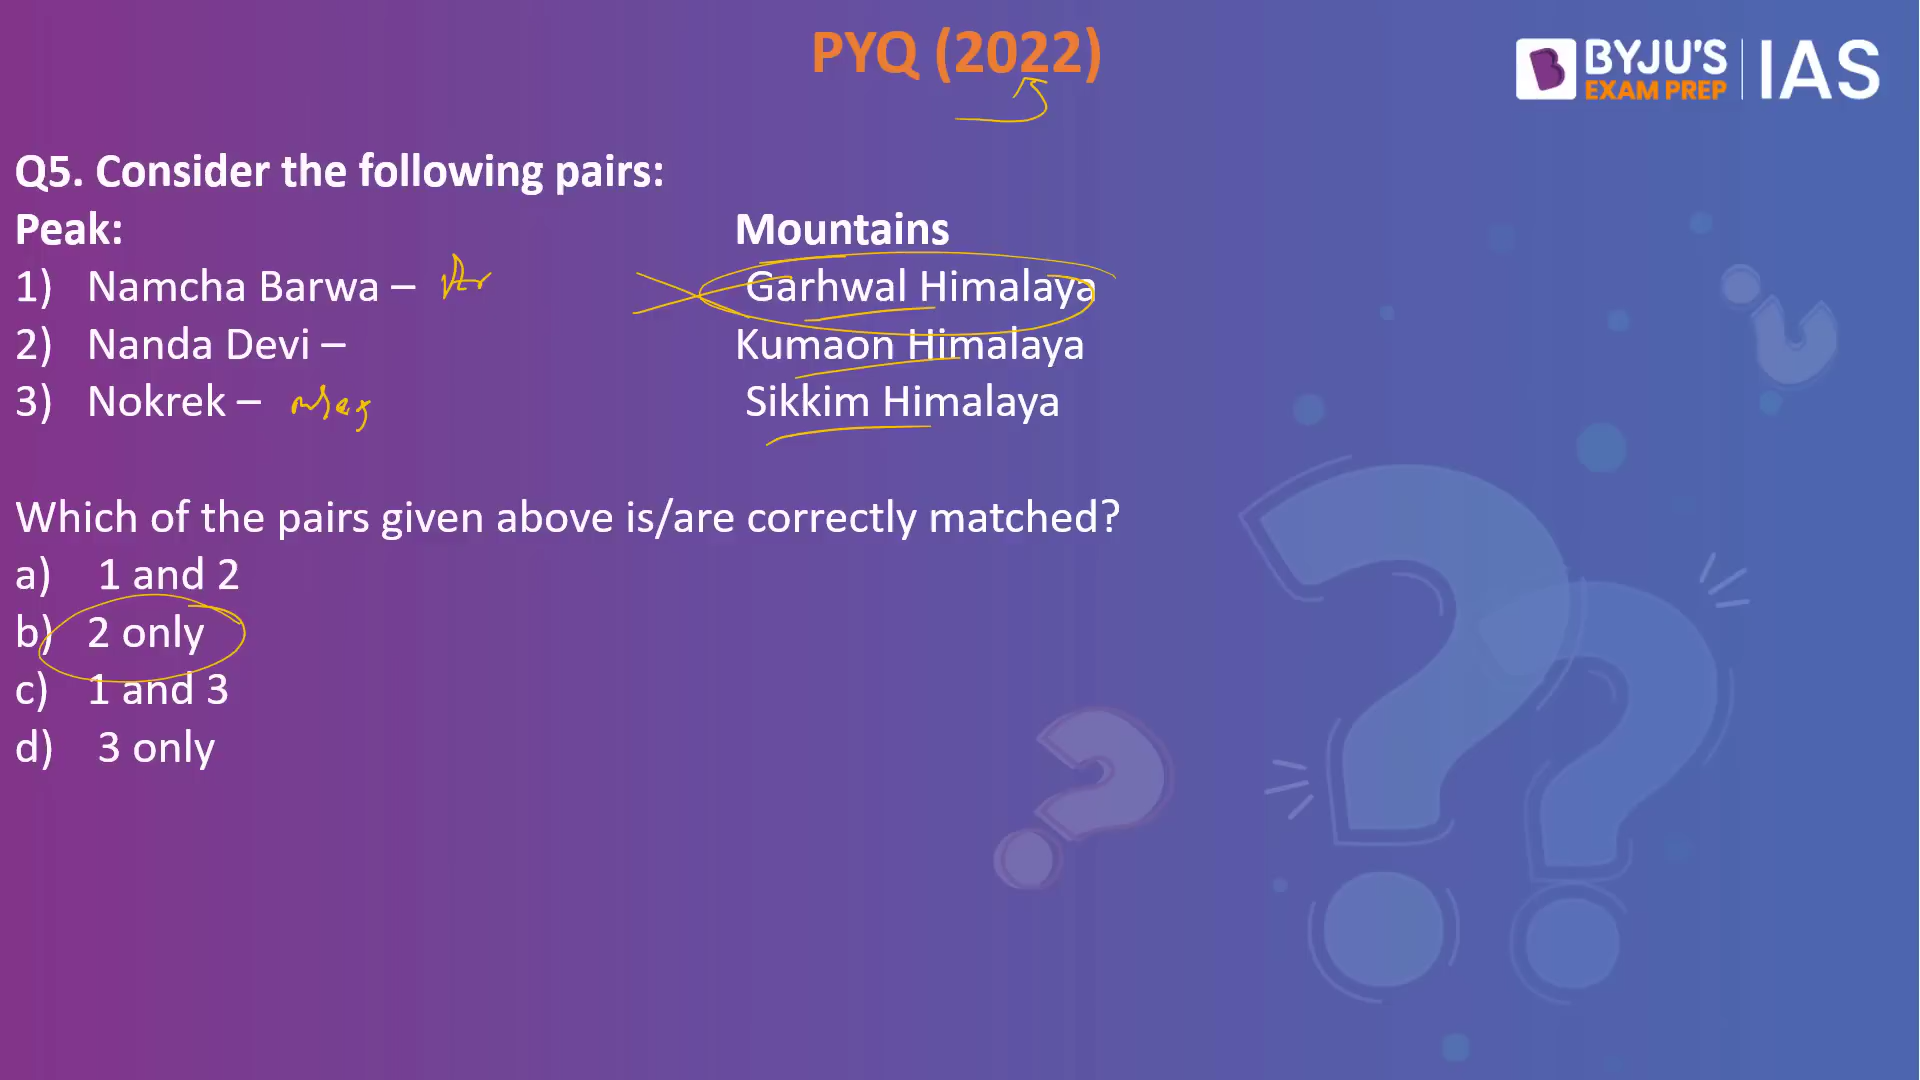 PYQ (2022)
BYJU'S
EXAM PREP
IAS
Q5. Consider the following pairs:
Peak: Mountains
1) Namcha Barwa – Garhwal Himalaya
2) Nanda Devi – Kumaon Himalaya
3) Nokrek – Sikkim Himalaya
Which of the pairs given above is/are correctly matched?
a) 1 and 2
b) 2 only
c) 1 and 3
d) 3 only